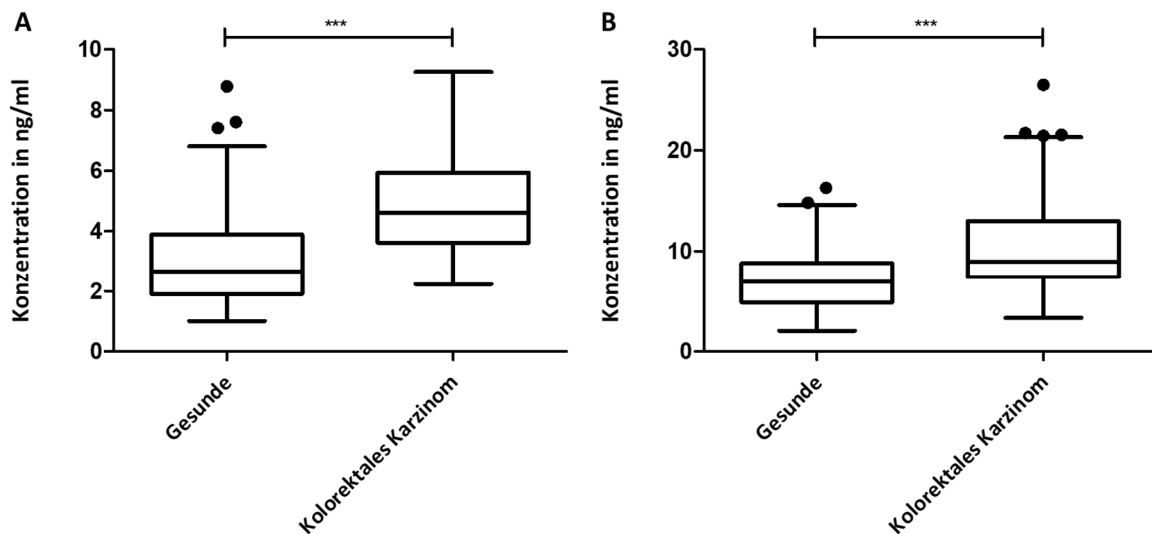 A
***
Konzentration in ng/ml
10
8
6
4
2
0
Gesunde
Kolorektales Karzinom
B
***
Konzentration in ng/ml
30
20
10
0
Gesunde
Kolorektales Karzinom